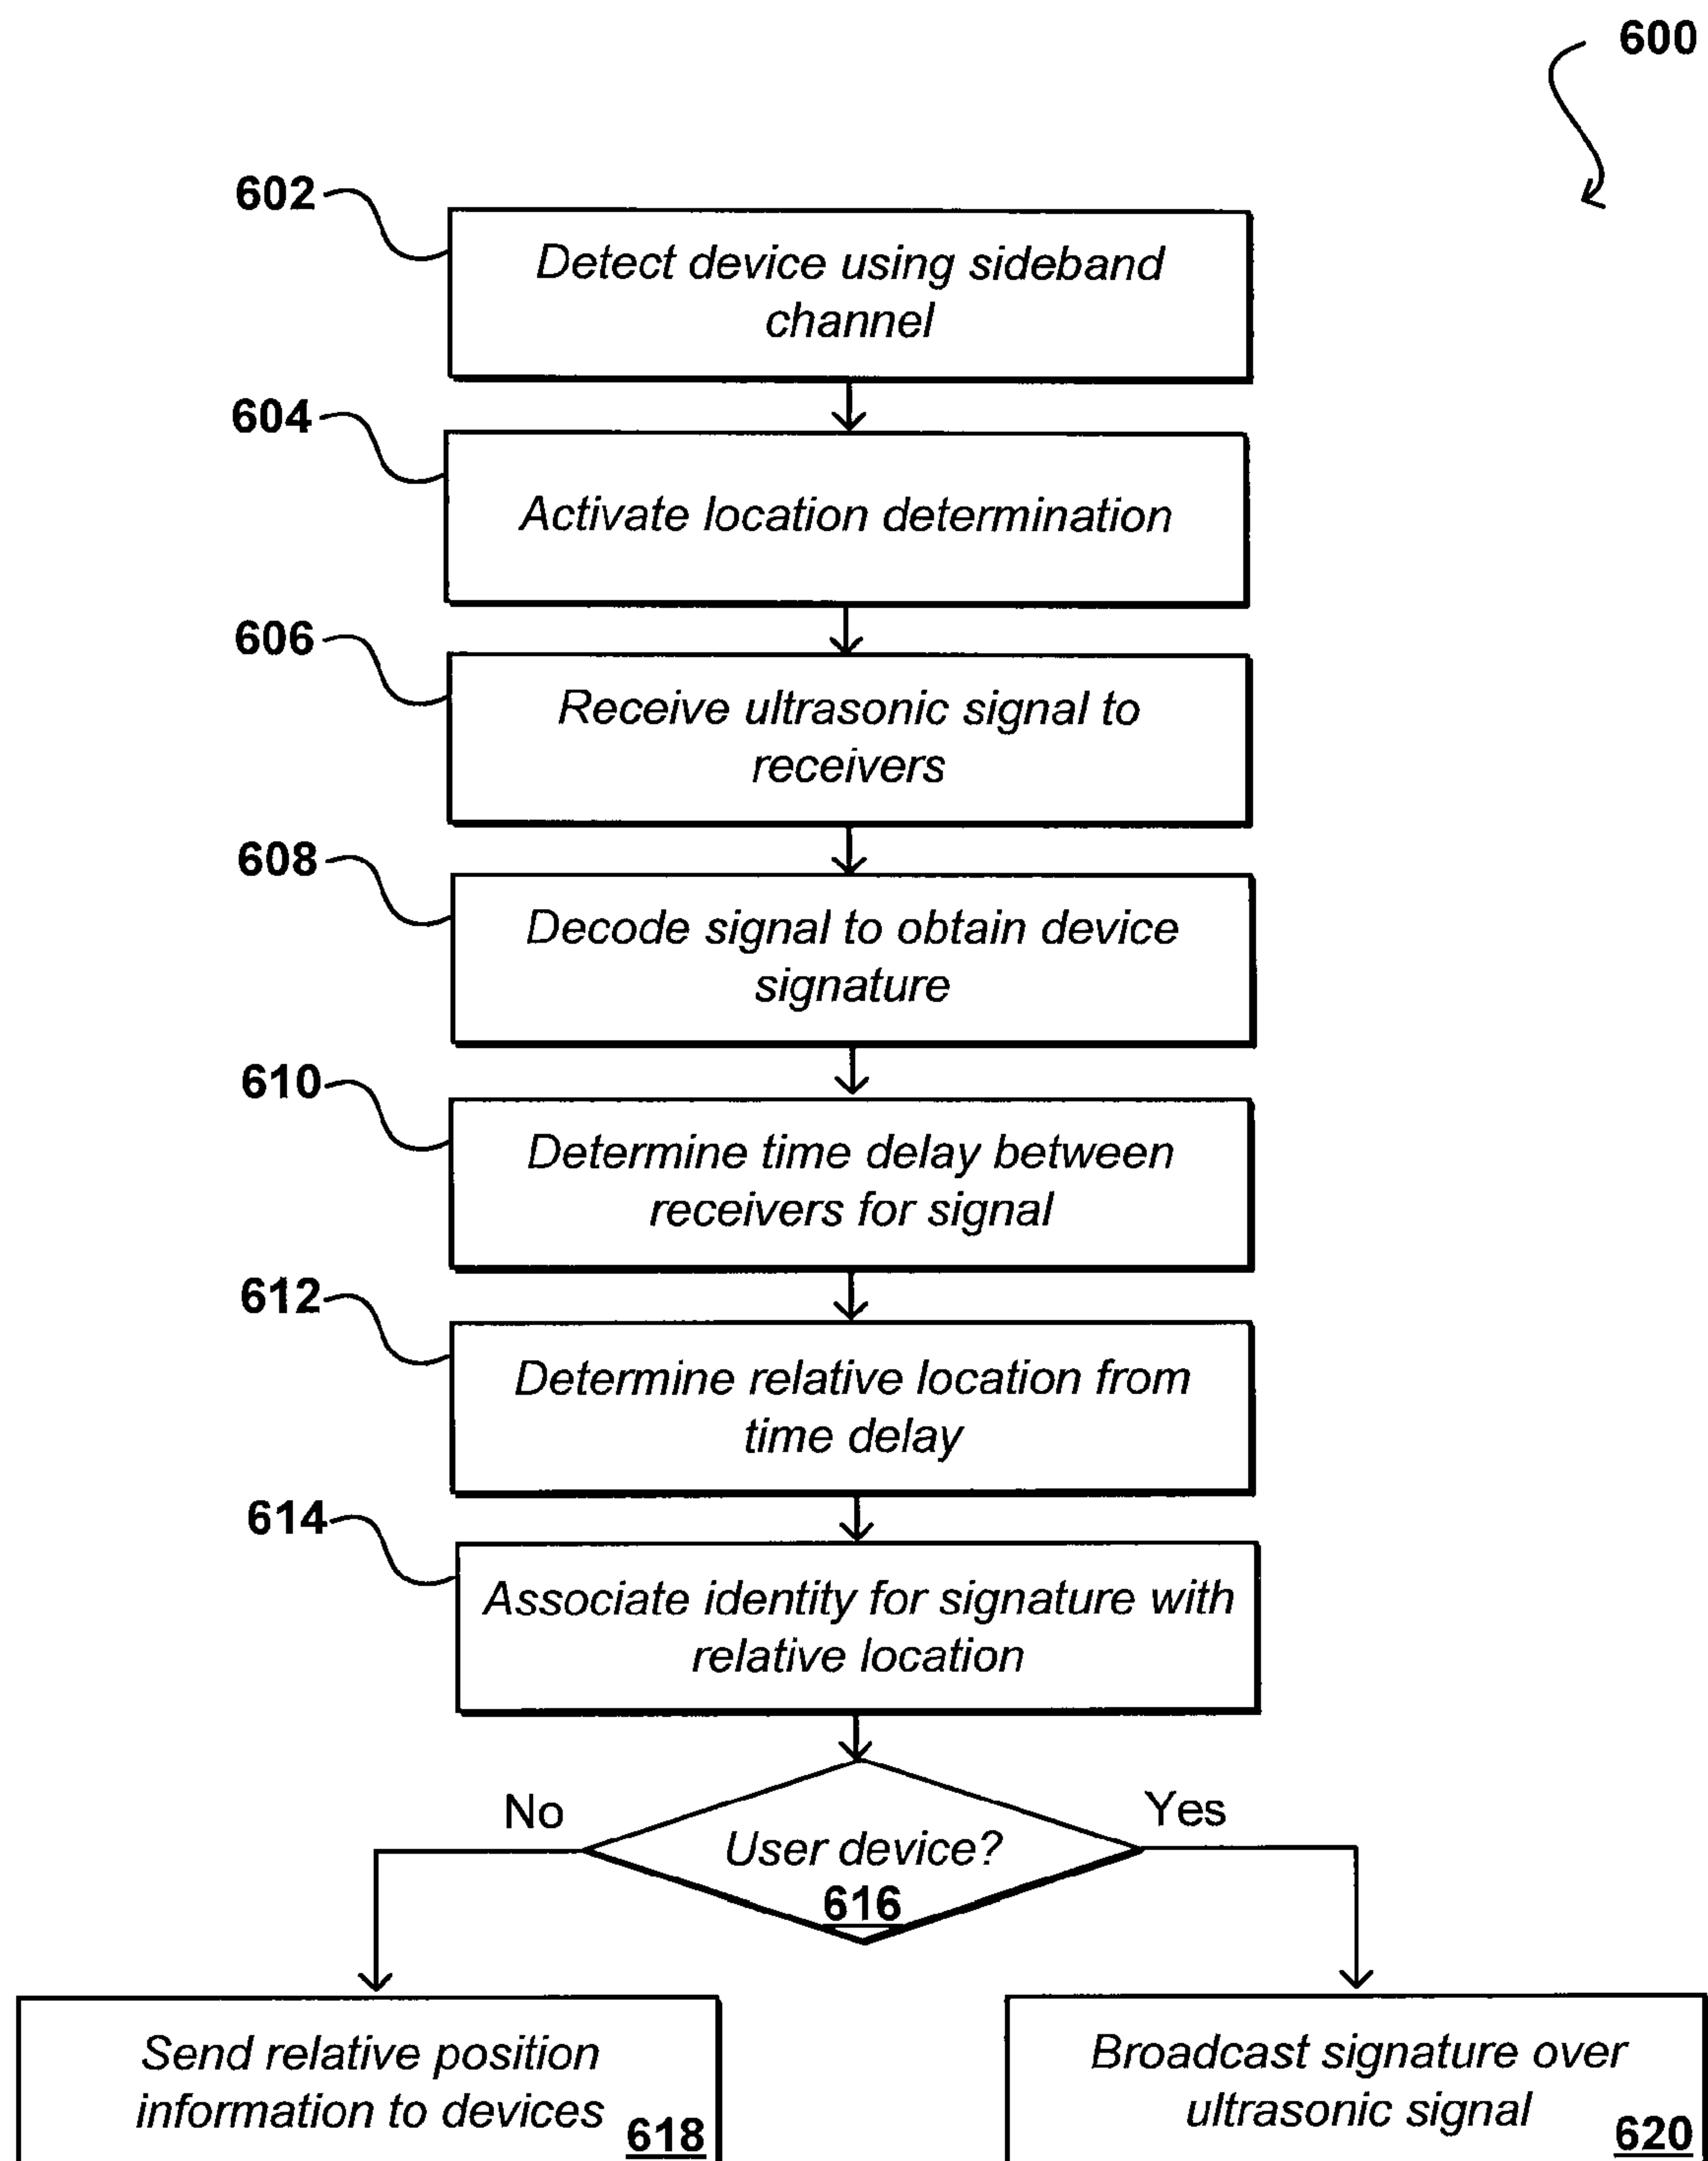 600
602
Detect device using sideband
channel
604
Activate location determination
606
Receive ultrasonic signal to
receivers
608
Decode signal to obtain device
signature
610
Determine time delay between
receivers for signal
612
Determine relative location from
time delay
614
Associate identity for signature with
relative location
No
Yes
User device?
616
Send relative position
information to devices
618
Broadcast signature over
ultrasonic signal
620